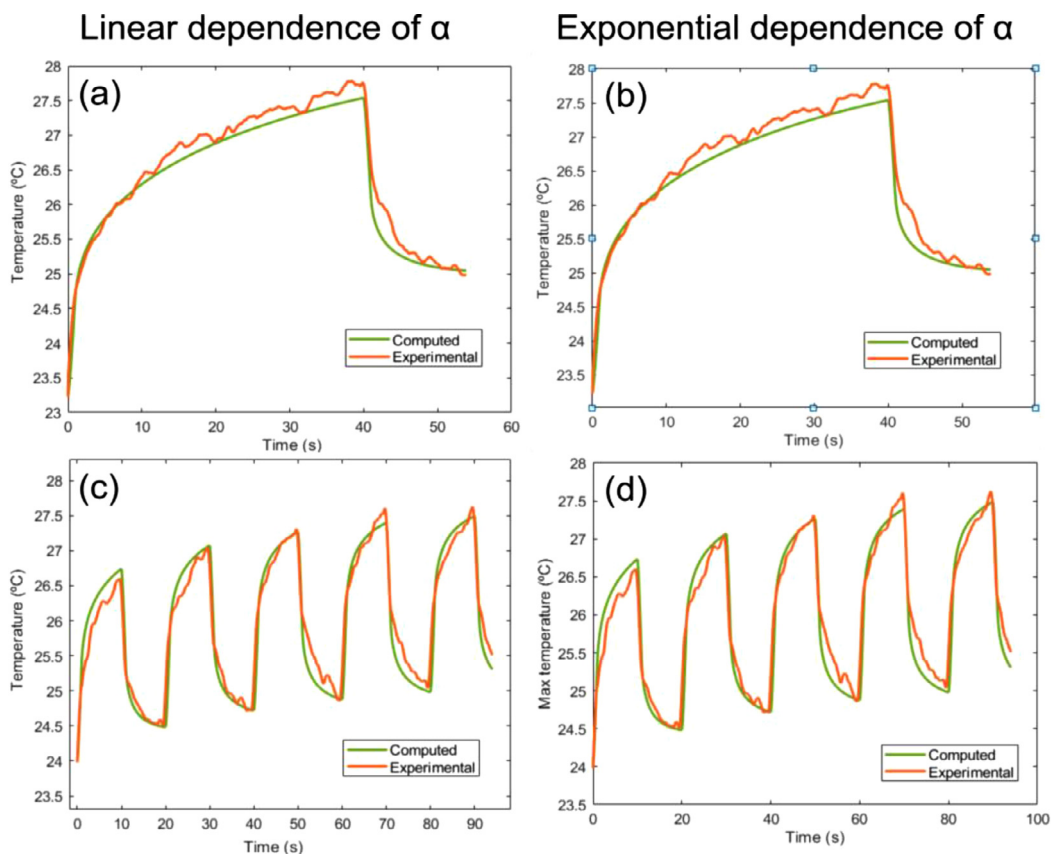 Linear dependence of α
Exponential dependence of α
(a)
28
27.5
27
26.5
26
25.5
25
24.5
24
23.5
23
Temperature (ºC)
0 10 20 30 40 50 60
Time (s)
Computed
Experimental
(b)
28
27.5
27
26.5
26
25.5
25
24.5
24
23.5
Temperature (ºC)
0 10 20 30 40 50
Time (s)
Computed
Experimental
(c)
28
27.5
27
26.5
26
25.5
25
24.5
24
23.5
Temperature (ºC)
0 10 20 30 40 50 60 70 80 90
Time (s)
Computed
Experimental
(d)
28
27.5
27
26.5
26
25.5
25
24.5
24
23.5
Max temperature (ºC)
0 20 40 60 80 100
Time (s)
Computed
Experimental